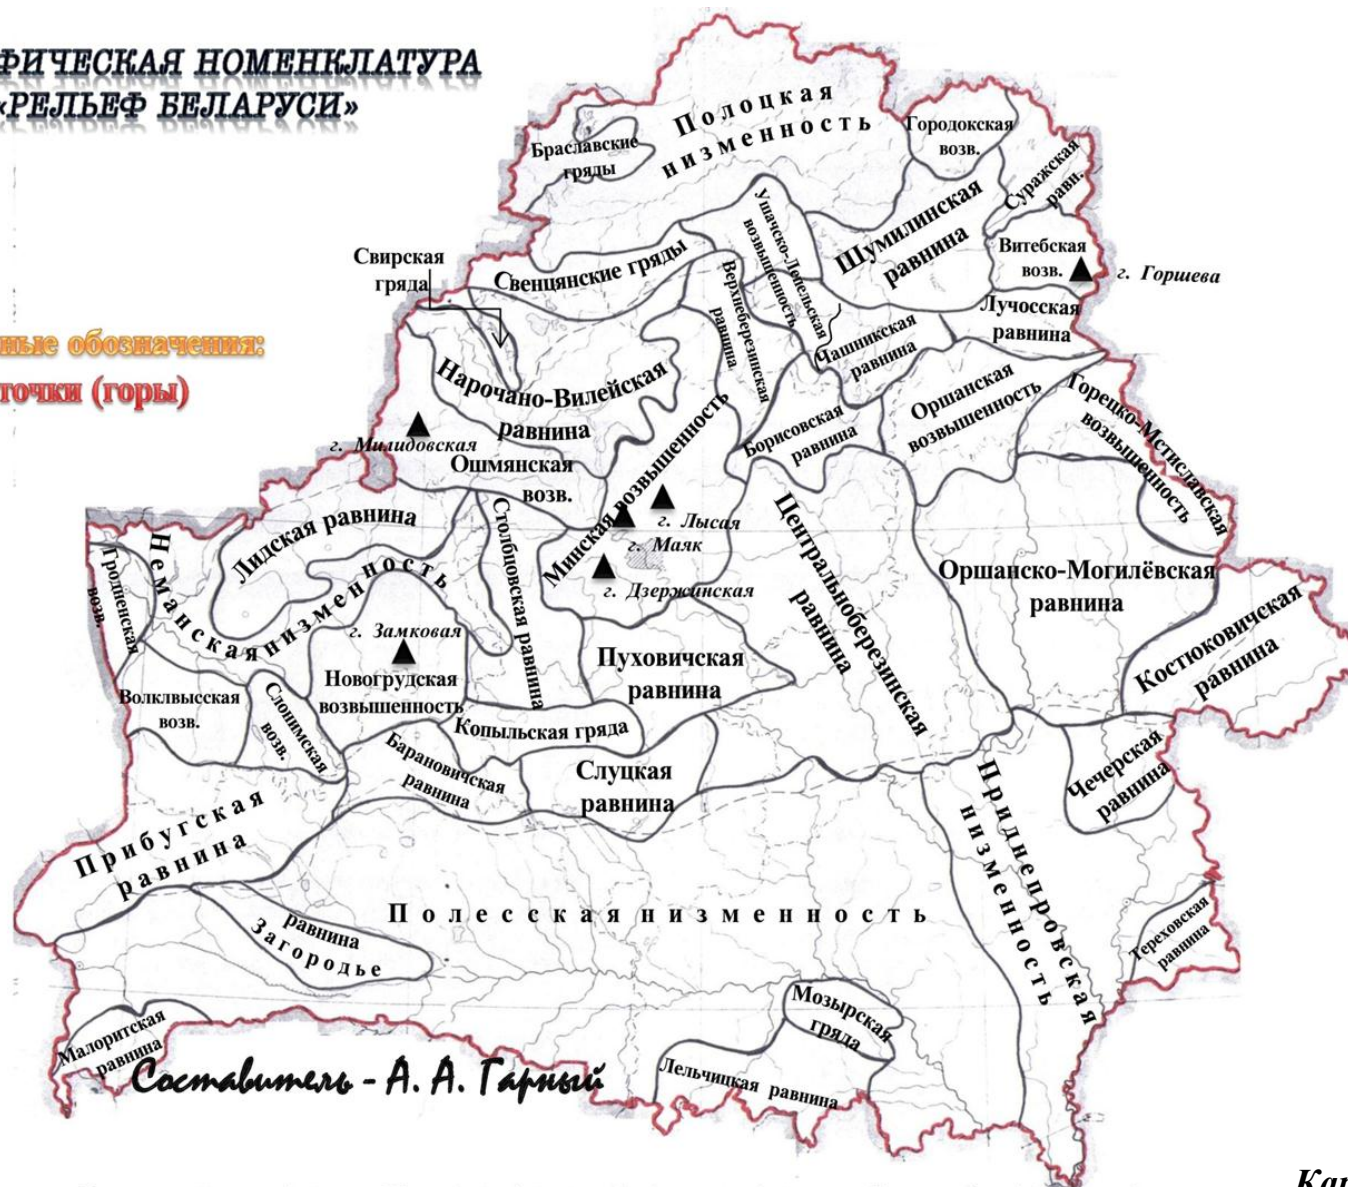 ФИЧЕСКАЯ НОМЕНКЛАТУРА
«РЕЛЬЕФ БЕЛАРУСИ»
ные обозначения:
точки (горы)
Полоцкая
низменность
Браславские
гряды
Городокская
возв.
Суражская
равн.
Шумилинская
равнина
Ушачско-Лепельская
возвышенность
Витебская
возв.
г. Горшева
Свирская
гряда
Свенцянские гряды
Верхнеберезинская
равнина
Лучосская
равнина
Чашникская
равнина
Нарочано-Вилейская
равнина
Оршанская
возвышенность
Горецко-Мстиславская
возвышенность
Борисовская
равнина
г. Милидовская
Ошмянская
возв.
Минская возвышенность
г. Лысая
г. Маяк
г. Дзержинская
Лидская равнина
Столбцовская равнина
Центральноберезинская
равнина
Гродненская
возв.
Неманская низменность
Оршанско-Могилёвская
равнина
Костюковичская
равнина
г. Замковая
Новогрудская
возвышенность
Пуховичская
равнина
Волклвысская
возв.
Слонимская
возв.
Копыльская гряда
Барановичская
равнина
Слуцкая
равнина
Чечерская
равнина
Прибугская
равнина
Приднепровская
низменность
Полесская низменность
равнина
Загородье
Тереховская
равнина
Мозырская
гряда
Малоритская
равнина
Лельчицкая равнина
Составитель - А. А. Гарный
Кар